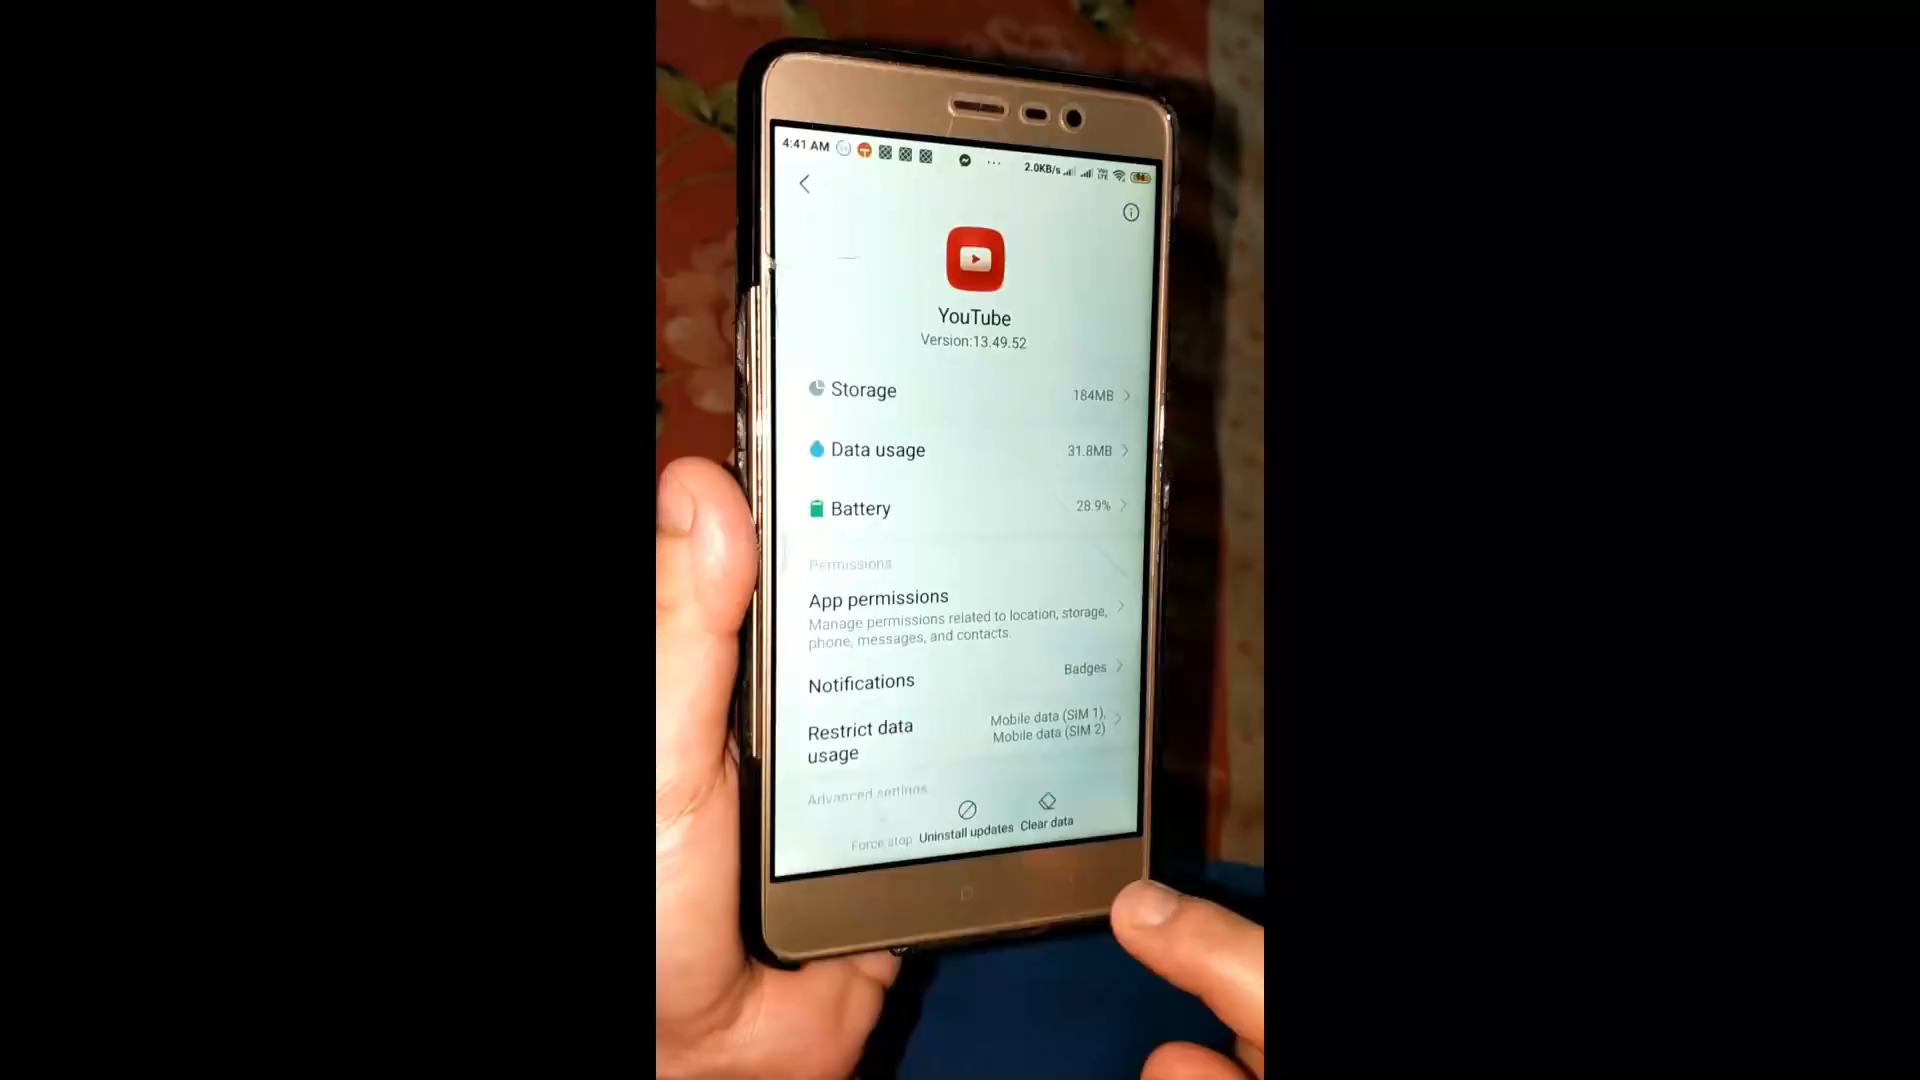 4:41 AM
2.0KB/s
YouTube
Version:13.49.52
Storage 184MB
Data usage 31.8MB
Battery 28.9%
Permissions
App permissions
Manage permissions related to location, storage,
phone, messages, and contacts.
Notifications Badges
Restrict data
usage
Mobile data (SIM 1),
Mobile data (SIM 2)
Advanced settings
Force stop Uninstall updates Clear data